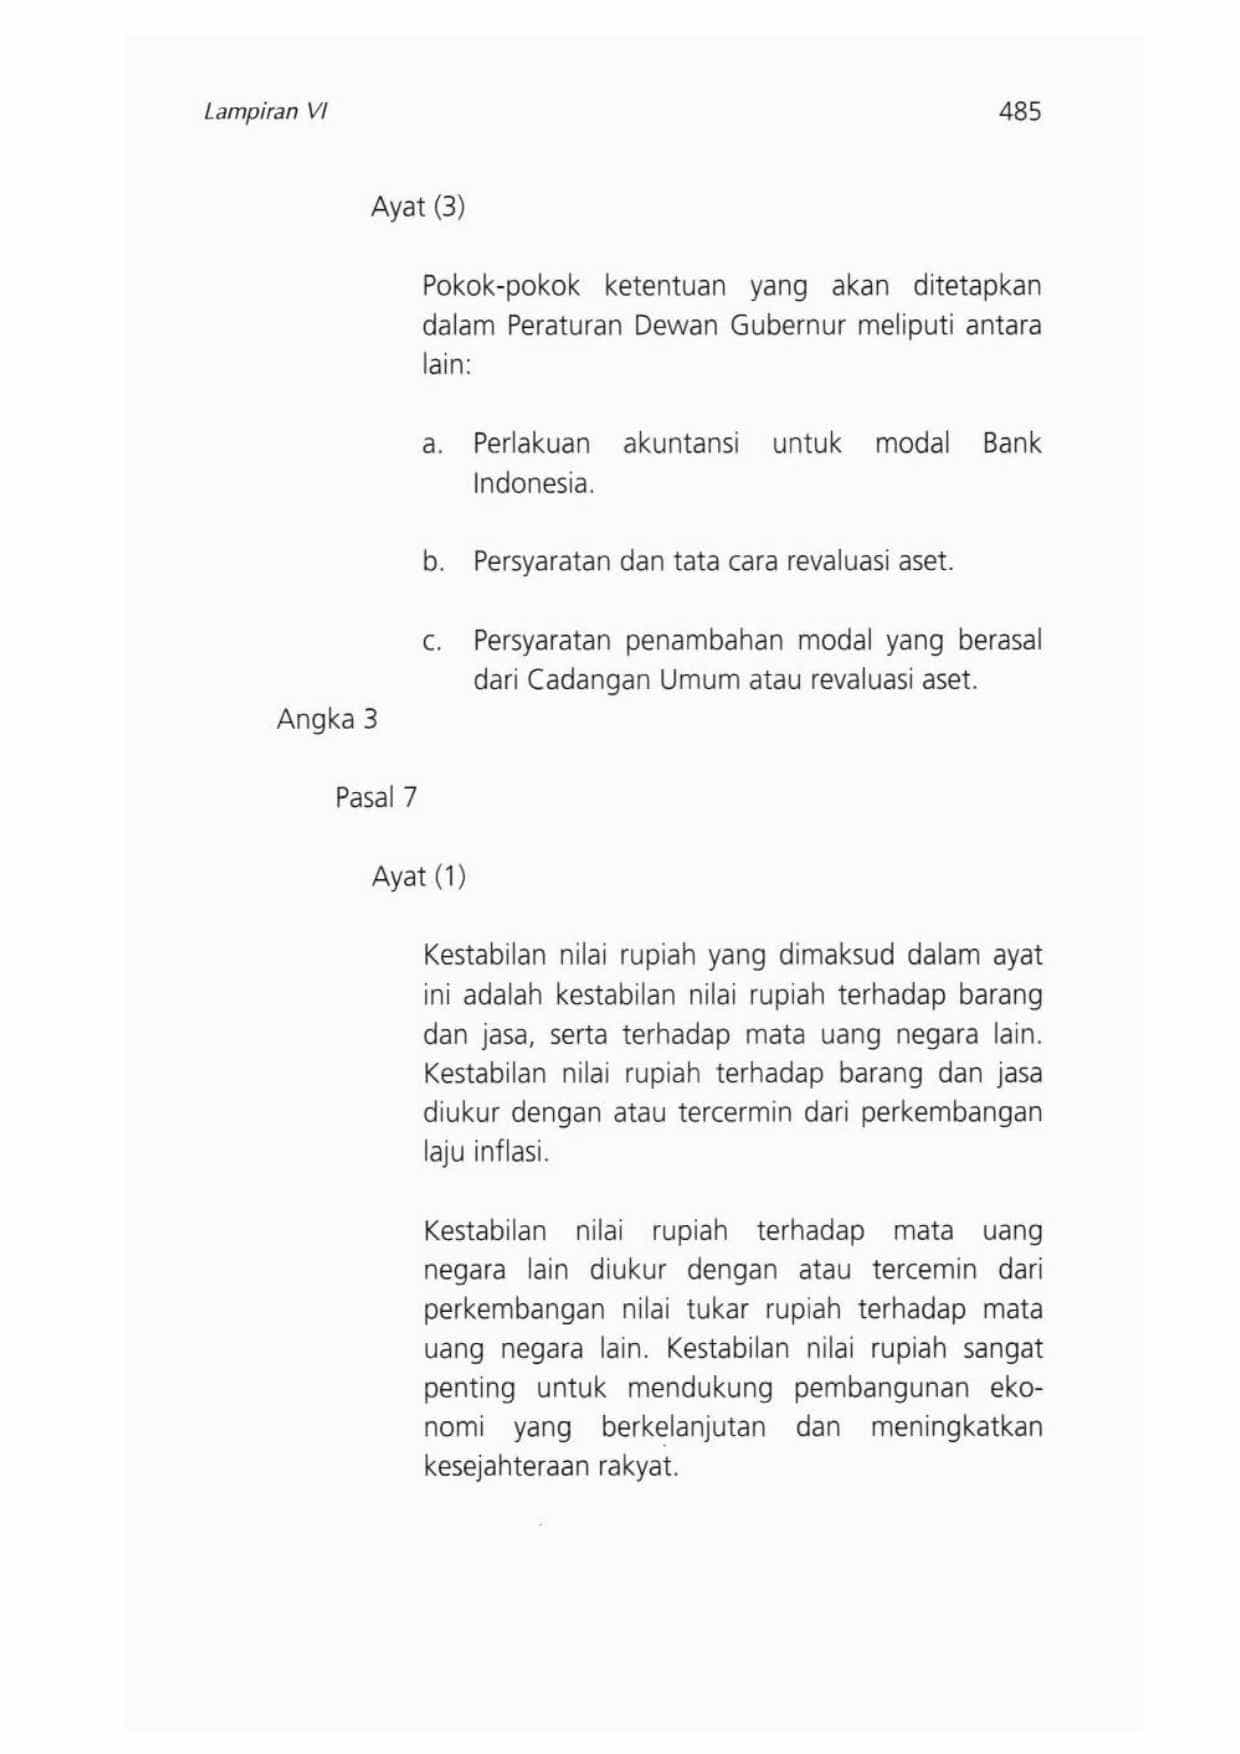 Lampiran VI 485
Ayat (3)
Pokok-pokok ketentuan yang akan ditetapkan
dalam Peraturan Dewan Gubernur meliputi antara
lain:
a. Perlakuan akuntansi untuk modal Bank
Indonesia.
b. Persyaratan dan tata cara revaluasi aset.
c. Persyaratan penambahan modal yang berasal
dari Cadangan Umum atau revaluasi aset.
Angka 3
Pasal 7
Ayat (1)
Kestabilan nilai rupiah yang dimaksud dalam ayat
ini adalah kestabilan nilai rupiah terhadap barang
dan jasa, serta terhadap mata uang negara lain.
Kestabilan nilai rupiah terhadap barang dan jasa
diukur dengan atau tercermin dari perkembangan
laju inflasi.
Kestabilan nilai rupiah terhadap mata uang
negara lain diukur dengan atau tercemin dari
perkembangan nilai tukar rupiah terhadap mata
uang negara lain. Kestabilan nilai rupiah sangat
penting untuk mendukung pembangunan eko-
nomi yang berkelanjutan dan meningkatkan
kesejahteraan rakyat.